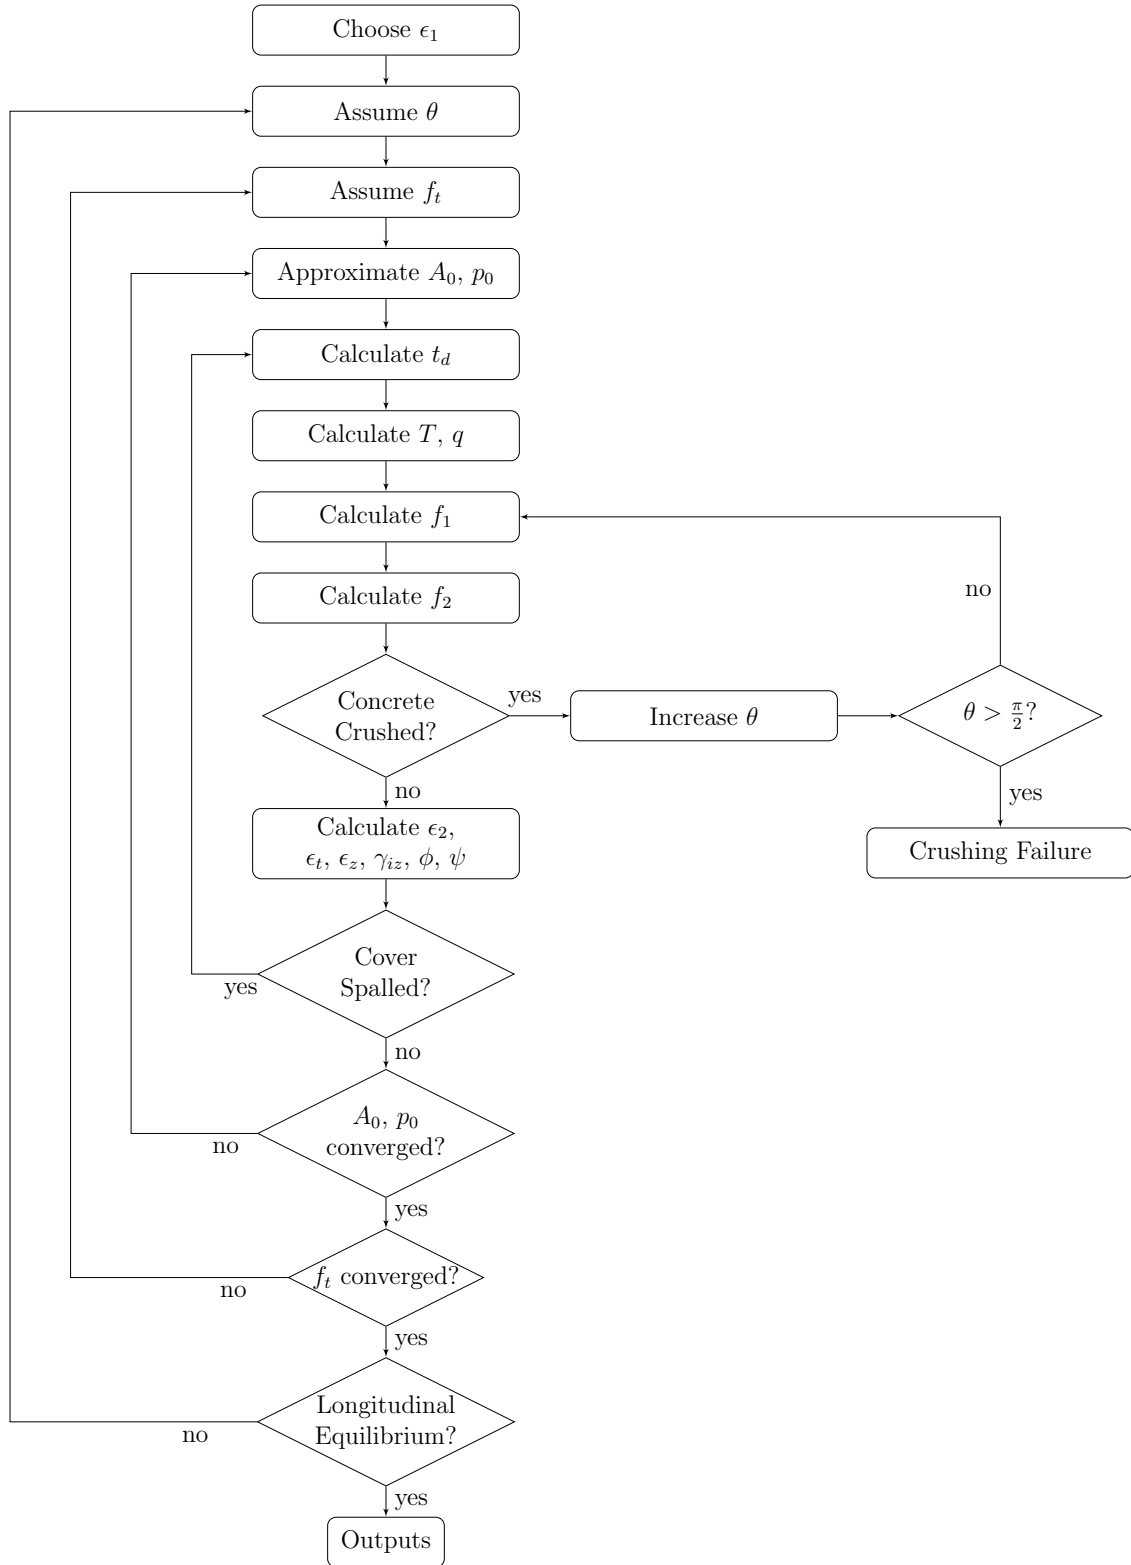 Choose ϵ₁
Assume θ
Assume fₜ
Approximate A₀, p₀
Calculate t_d
Calculate T, q
Calculate f₁
no
Calculate f₂
Concrete
Crushed?
yes
Increase θ
θ > π/2?
no
yes
Calculate ϵ₂,
ϵₜ, ϵ_z, γ_iz, ϕ, ψ
Crushing Failure
Cover
Spalled?
yes
no
A₀, p₀
converged?
no
yes
fₜ converged?
no
yes
Longitudinal
Equilibrium?
no
yes
Outputs